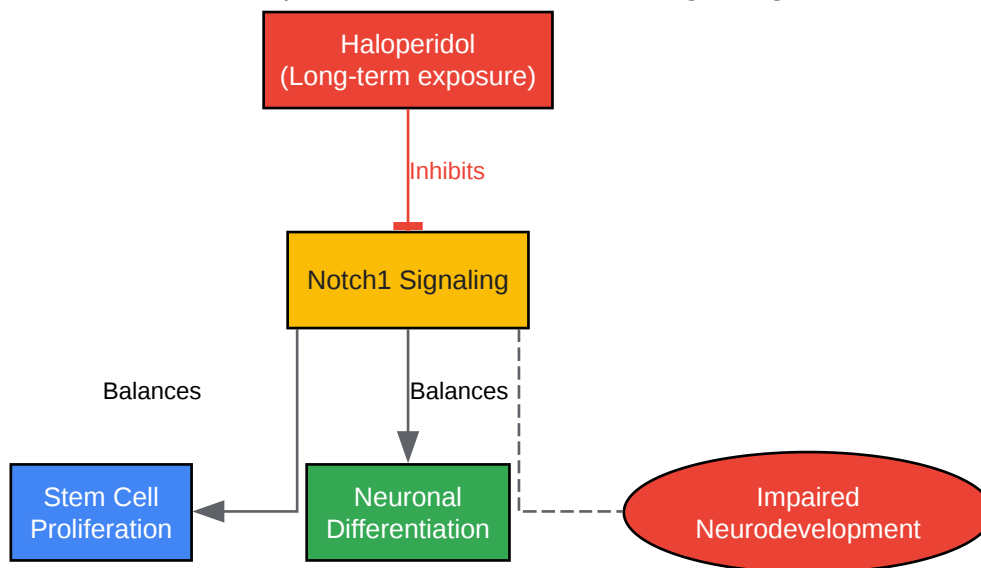 Haloperidol
(Long-term exposure)
Inhibits
Notch1 Signaling
Balances
Balances
Stem Cell
Proliferation
Neuronal
Differentiation
Impaired
Neurodevelopment